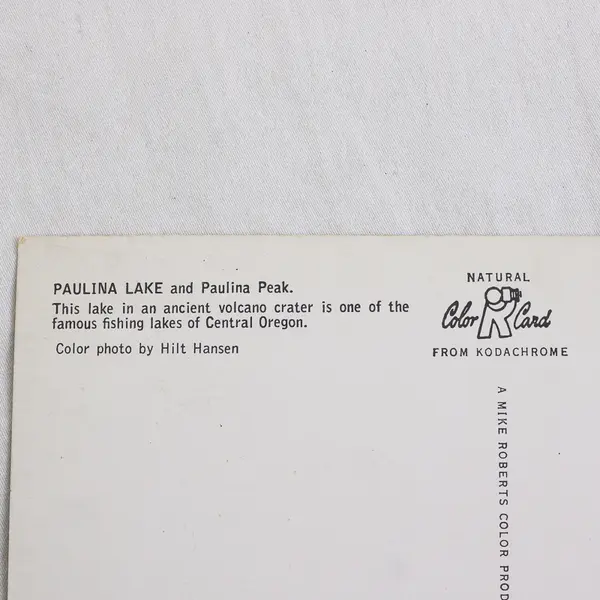 PAULINA LAKE and Paulina Peak.
This lake in an ancient volcano crater is one of the
famous fishing lakes of Central Oregon.
Color photo by Hilt Hansen
NATURAL
Color R Card
FROM KODACHROME
A MIKE ROBERTS COLOR PROD